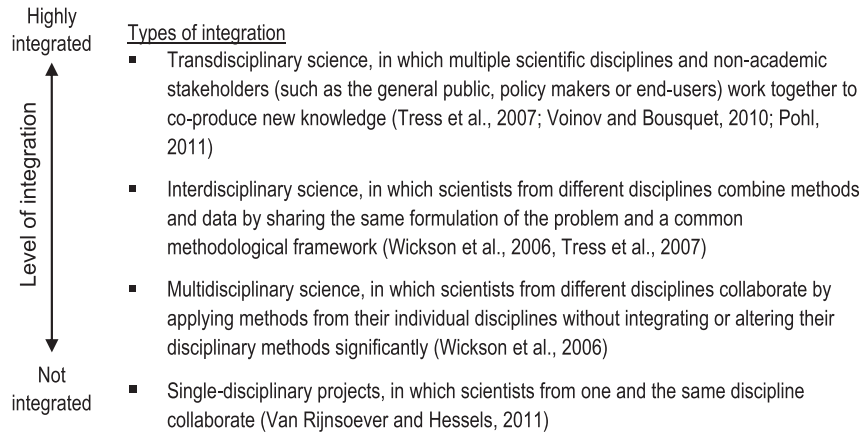 Highly
integrated
Level of integration
Not
integrated
Types of integration
▪ Transdisciplinary science, in which multiple scientific disciplines and non-academic
stakeholders (such as the general public, policy makers or end-users) work together to
co-produce new knowledge (Tress et al., 2007; Voinov and Bousquet, 2010; Pohl,
2011)
▪ Interdisciplinary science, in which scientists from different disciplines combine methods
and data by sharing the same formulation of the problem and a common
methodological framework (Wickson et al., 2006, Tress et al., 2007)
▪ Multidisciplinary science, in which scientists from different disciplines collaborate by
applying methods from their individual disciplines without integrating or altering their
disciplinary methods significantly (Wickson et al., 2006)
▪ Single-disciplinary projects, in which scientists from one and the same discipline
collaborate (Van Rijnsoever and Hessels, 2011)